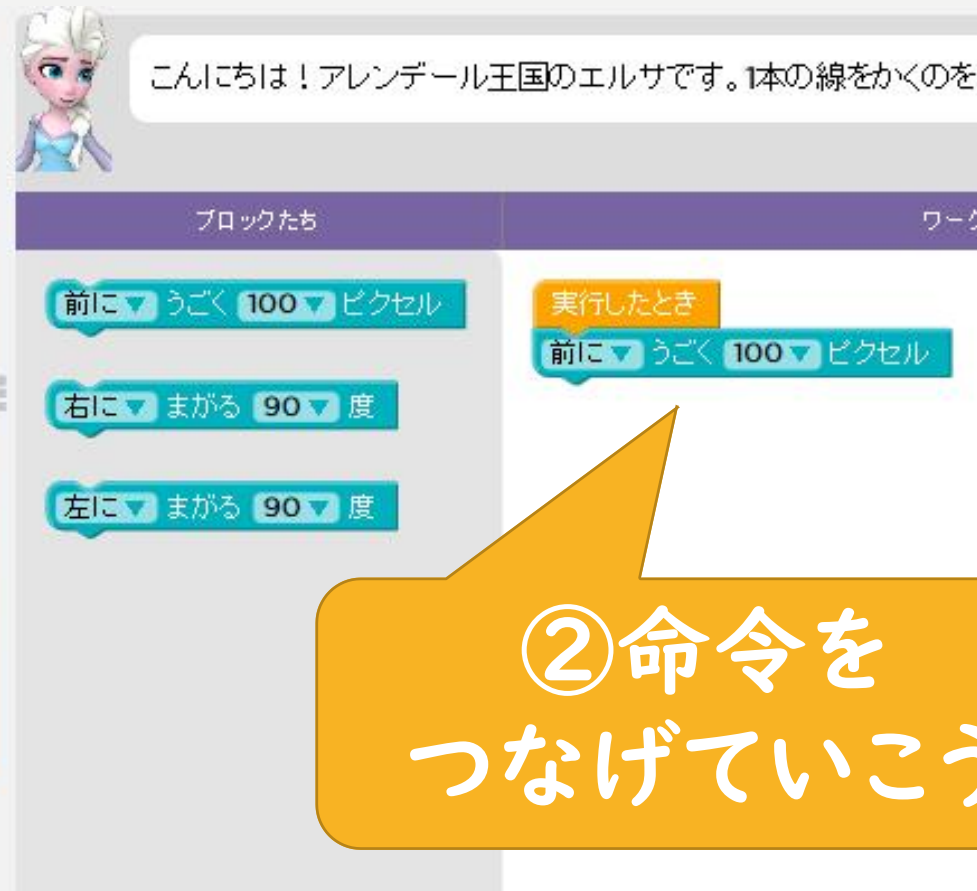 こんにちは！アレンデール王国のエルサです。1本の線をかくのを
ブロックたち
ワーク
前に▼ うごく 100▼ ピクセル
右に▼ まがる 90▼ 度
左に▼ まがる 90▼ 度
実行したとき
前に▼ うごく 100▼ ピクセル
②命令を
つなげていこう